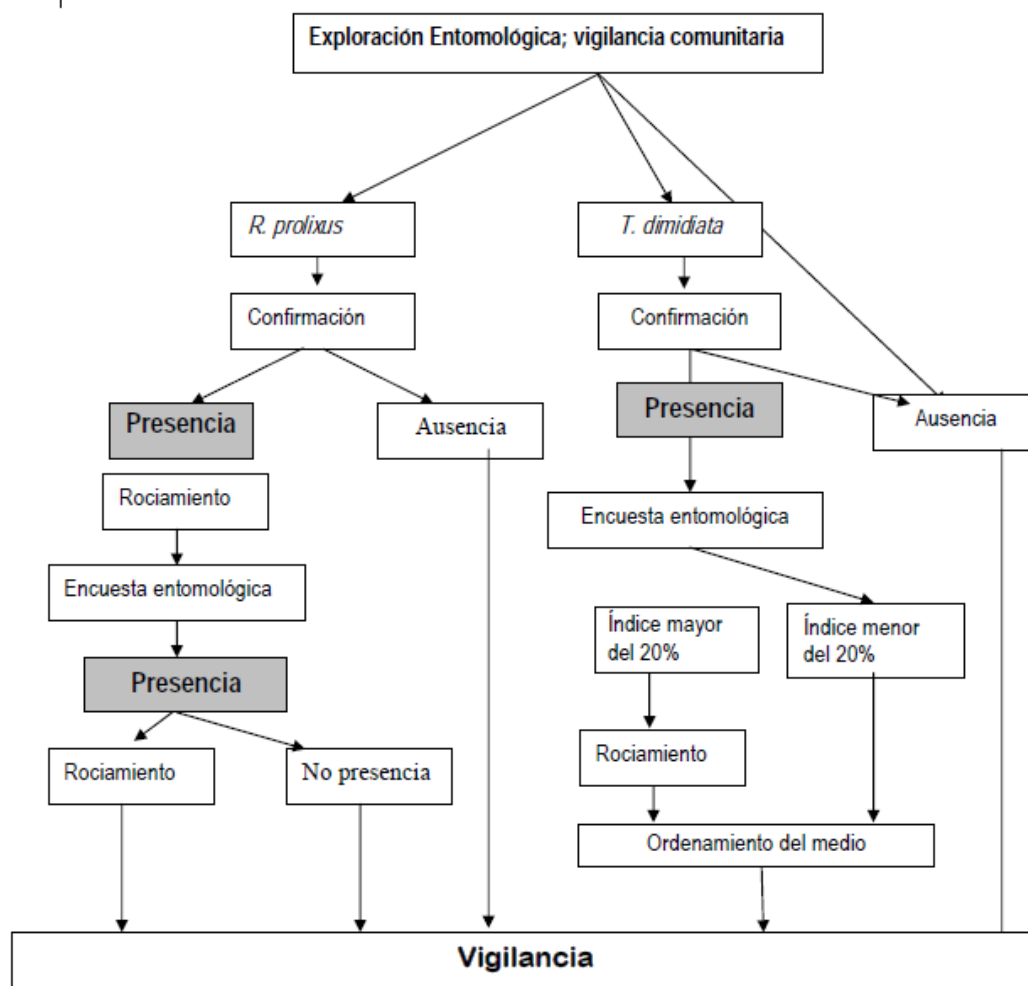 Exploración Entomológica; vigilancia comunitaria
R. prolixus
T. dimidiata
Confirmación
Confirmación
Presencia
Ausencia
Presencia
Ausencia
Rociamiento
Encuesta entomológica
Encuesta entomológica
Índice mayor
del 20%
Índice menor
del 20%
Presencia
Rociamiento
No presencia
Rociamiento
Ordenamiento del medio
Vigilancia